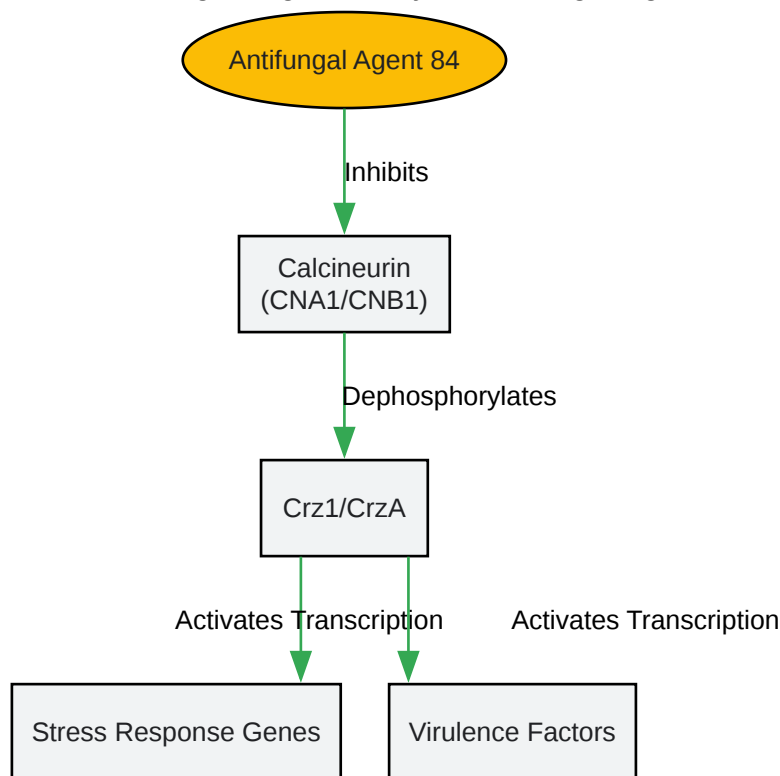 Antifungal Agent 84
Inhibits
Calcineurin
(CNA1/CNB1)
Dephosphorylates
Crz1/CrzA
Activates Transcription
Activates Transcription
Stress Response Genes
Virulence Factors